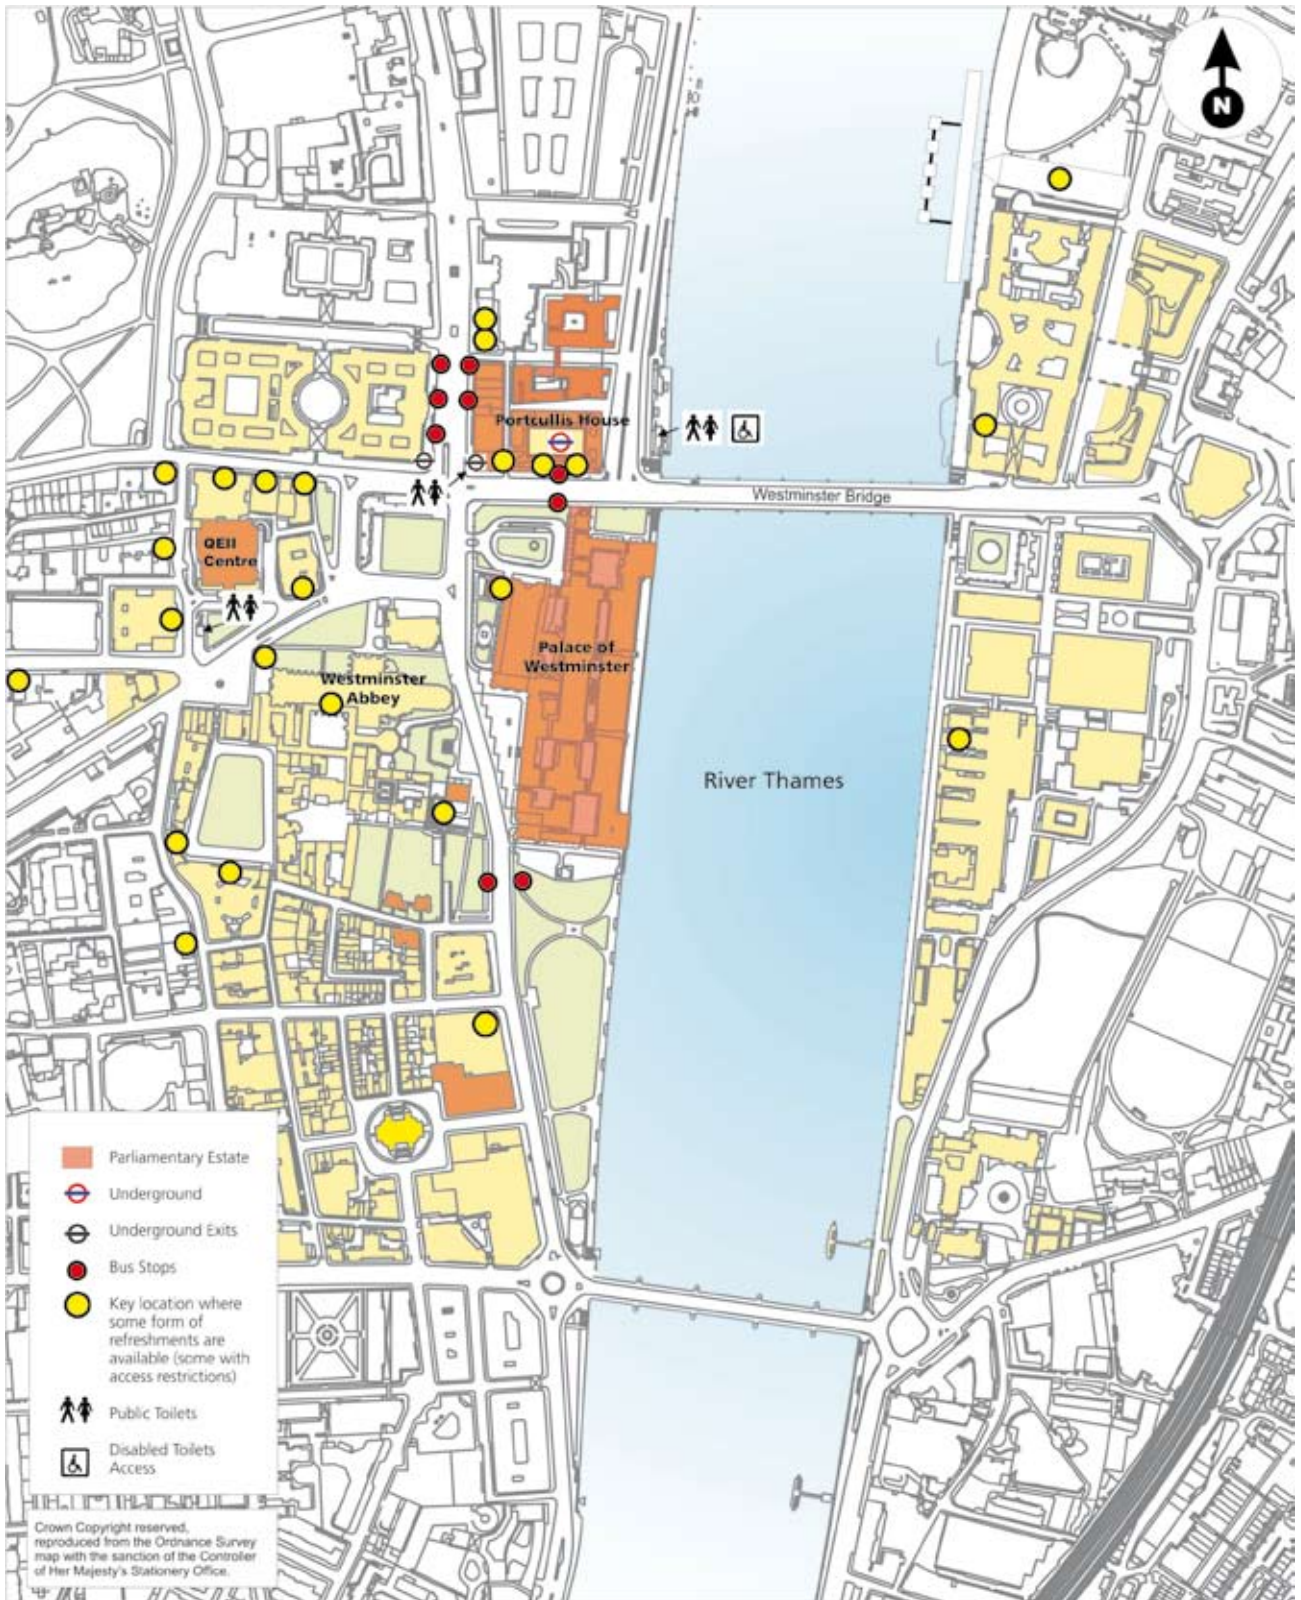 N
Portcullis House
Westminster Bridge
QEII
Centre
Palace of
Westminster
Westminster
Abbey
River Thames
Parliamentary Estate
Underground
Underground Exits
Bus Stops
Key location where
some form of
refreshments are
available (some with
access restrictions)
Public Toilets
Disabled Toilets
Access
Crown Copyright reserved,
reproduced from the Ordnance Survey
map with the sanction of the Controller
of Her Majesty's Stationery Office.